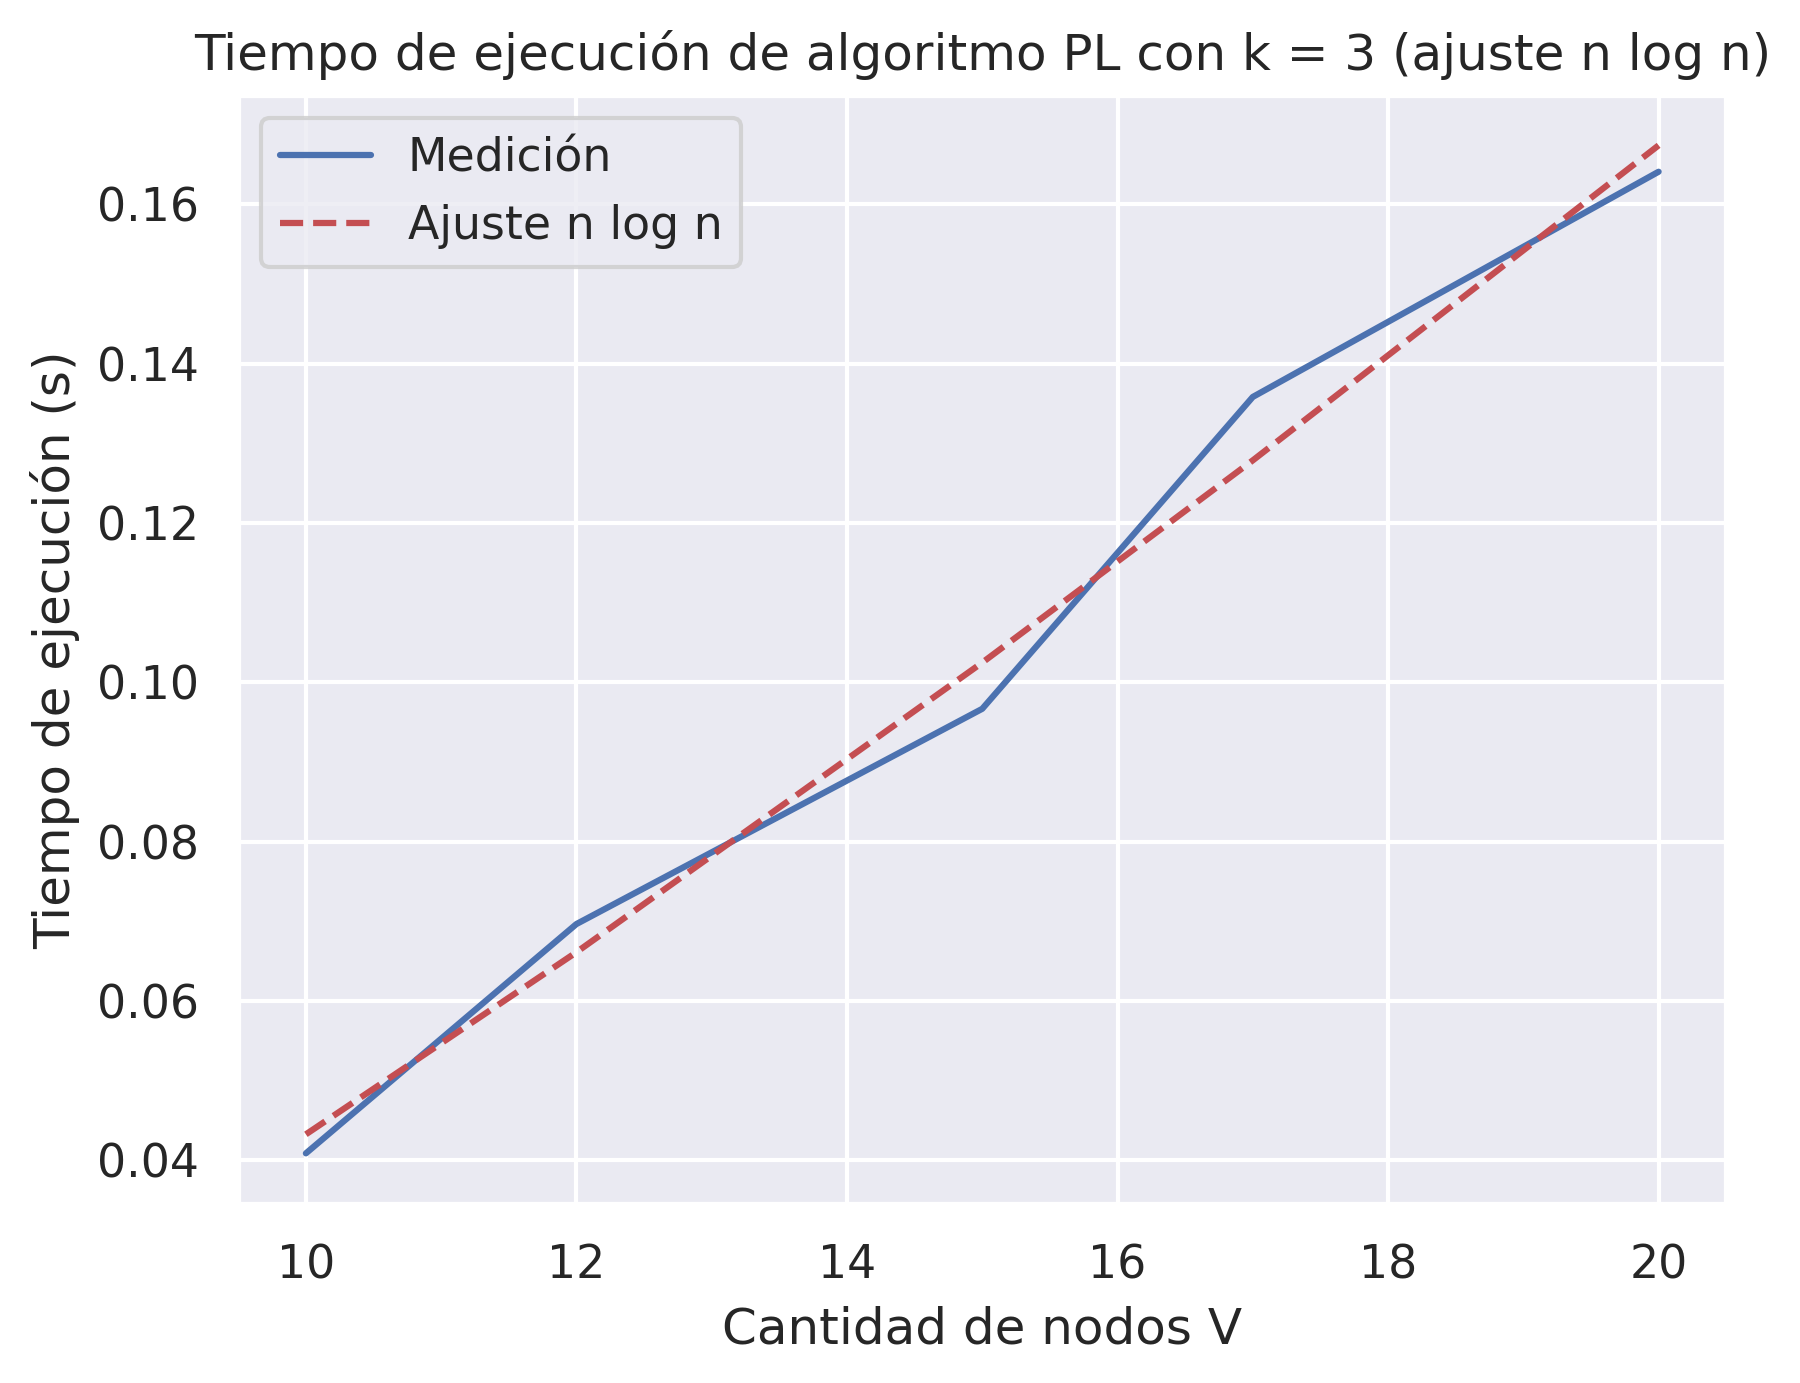 Tiempo de ejecución de algoritmo PL con k = 3 (ajuste n log n)
Medición
Ajuste n log n
Tiempo de ejecución (s)
0.16
0.14
0.12
0.10
0.08
0.06
0.04
10 12 14 16 18 20
Cantidad de nodos V